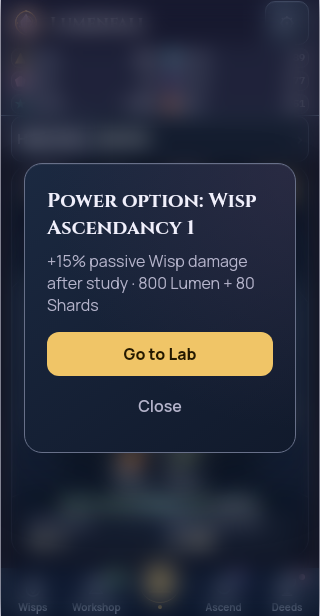 Power option: Wisp
Ascendancy 1
+15% passive Wisp damage
after study · 800 Lumen + 80
Shards
Go to Lab
Close
Wisps Workshop Ascend Deeds